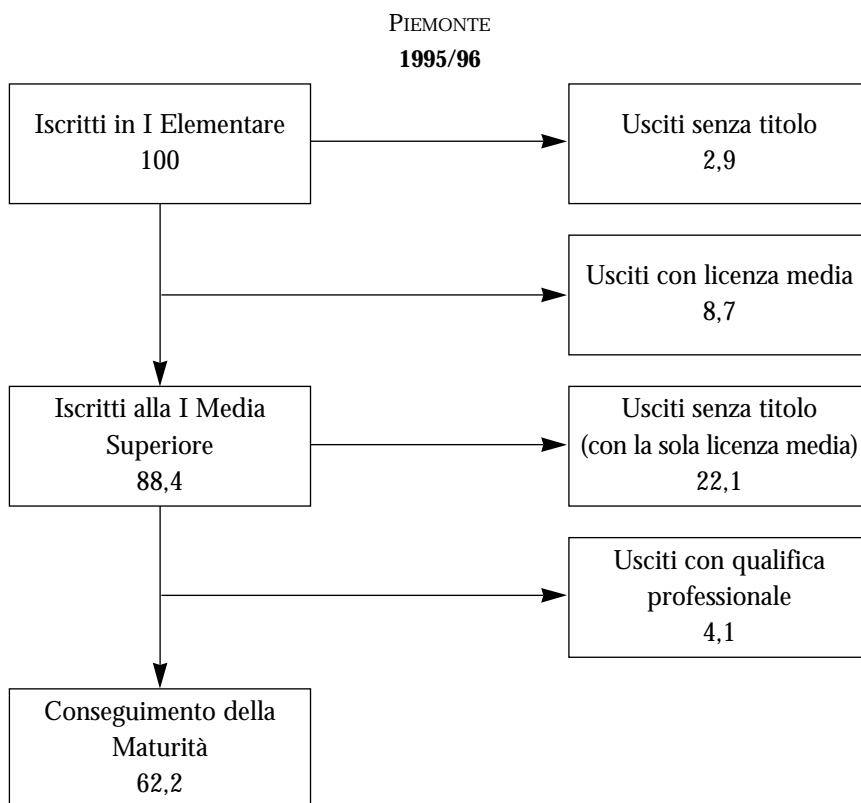 PIEMONTE
1995/96
Iscritti in I Elementare
100
Usciti senza titolo
2,9
Usciti con licenza media
8,7
Iscritti alla I Media
Superiore
88,4
Usciti senza titolo
(con la sola licenza media)
22,1
Usciti con qualifica
professionale
4,1
Conseguimento della
Maturità
62,2